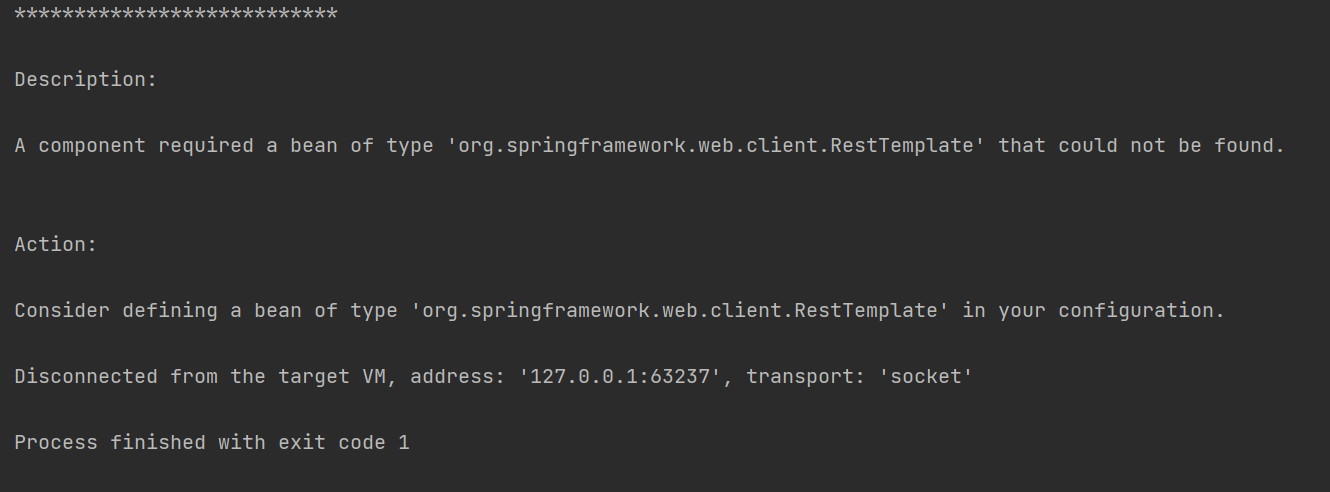 ***************************
Description:
A component required a bean of type 'org.springframework.web.client.RestTemplate' that could not be found.
Action:
Consider defining a bean of type 'org.springframework.web.client.RestTemplate' in your configuration.
Disconnected from the target VM, address: '127.0.0.1:63237', transport: 'socket'
Process finished with exit code 1